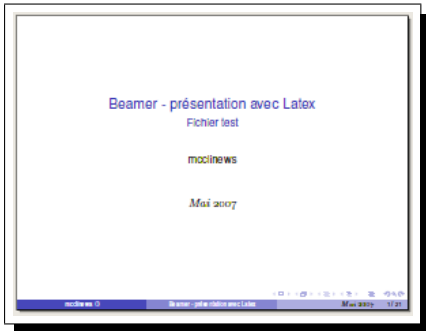 Beamer - présentation avec Latex
Fichier test
mcclinews
Mai 2007
mcclinews ©
Beamer - présentation avec Latex
Mai 2007
1/21